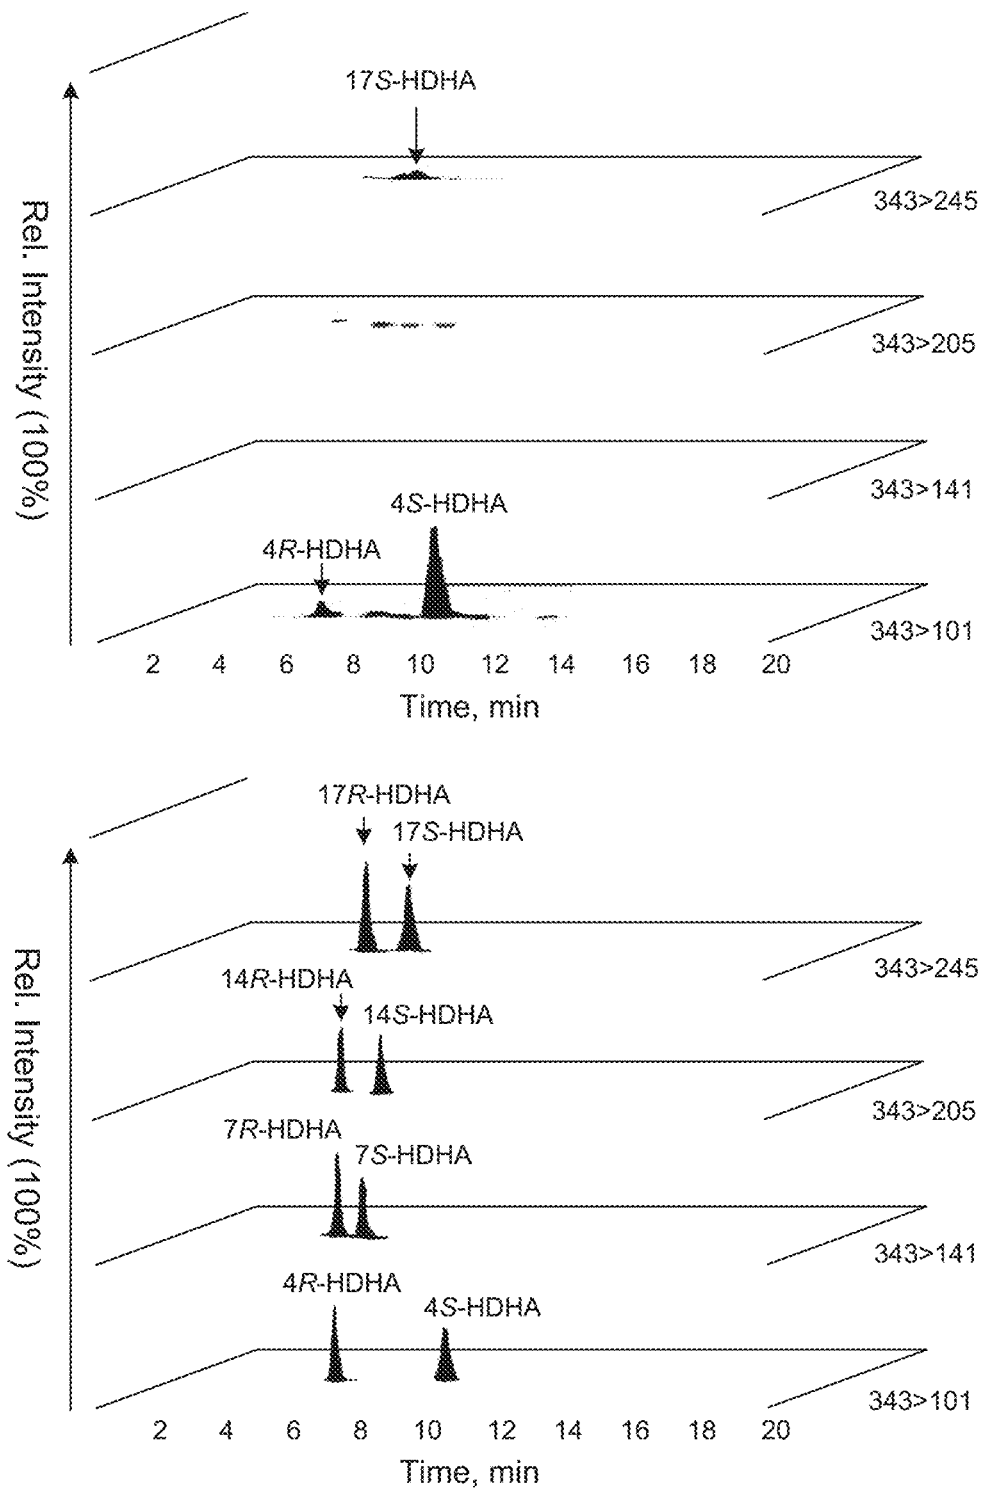 17S-HDHA
343>245
343>205
343>141
4S-HDHA
4R-HDHA
343>101
Rel. Intensity (100%)
2 4 6 8 10 12 14 16 18 20
Time, min
17R-HDHA
17S-HDHA
343>245
14R-HDHA
14S-HDHA
343>205
7R-HDHA
7S-HDHA
343>141
4R-HDHA
4S-HDHA
343>101
Rel. Intensity (100%)
2 4 6 8 10 12 14 16 18 20
Time, min